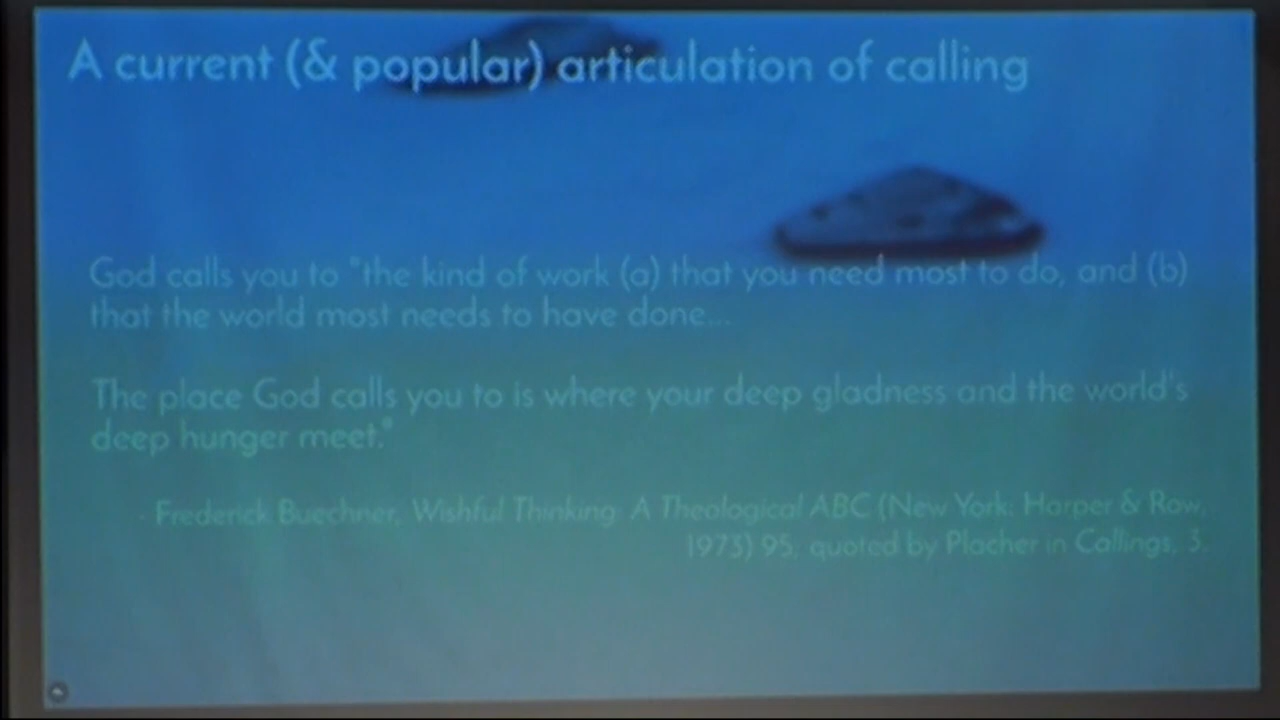 A current (& popular) articulation of calling
God calls you to "the kind of work (a) that you need most to do, and (b)
that the world most needs to have done...
The place God calls you to is where your deep gladness and the world's
deep hunger meet."
- Frederick Buechner, Wishful Thinking: A Theological ABC (New York: Harper & Row,
1973) 95; quoted by Placher in Callings, 3.